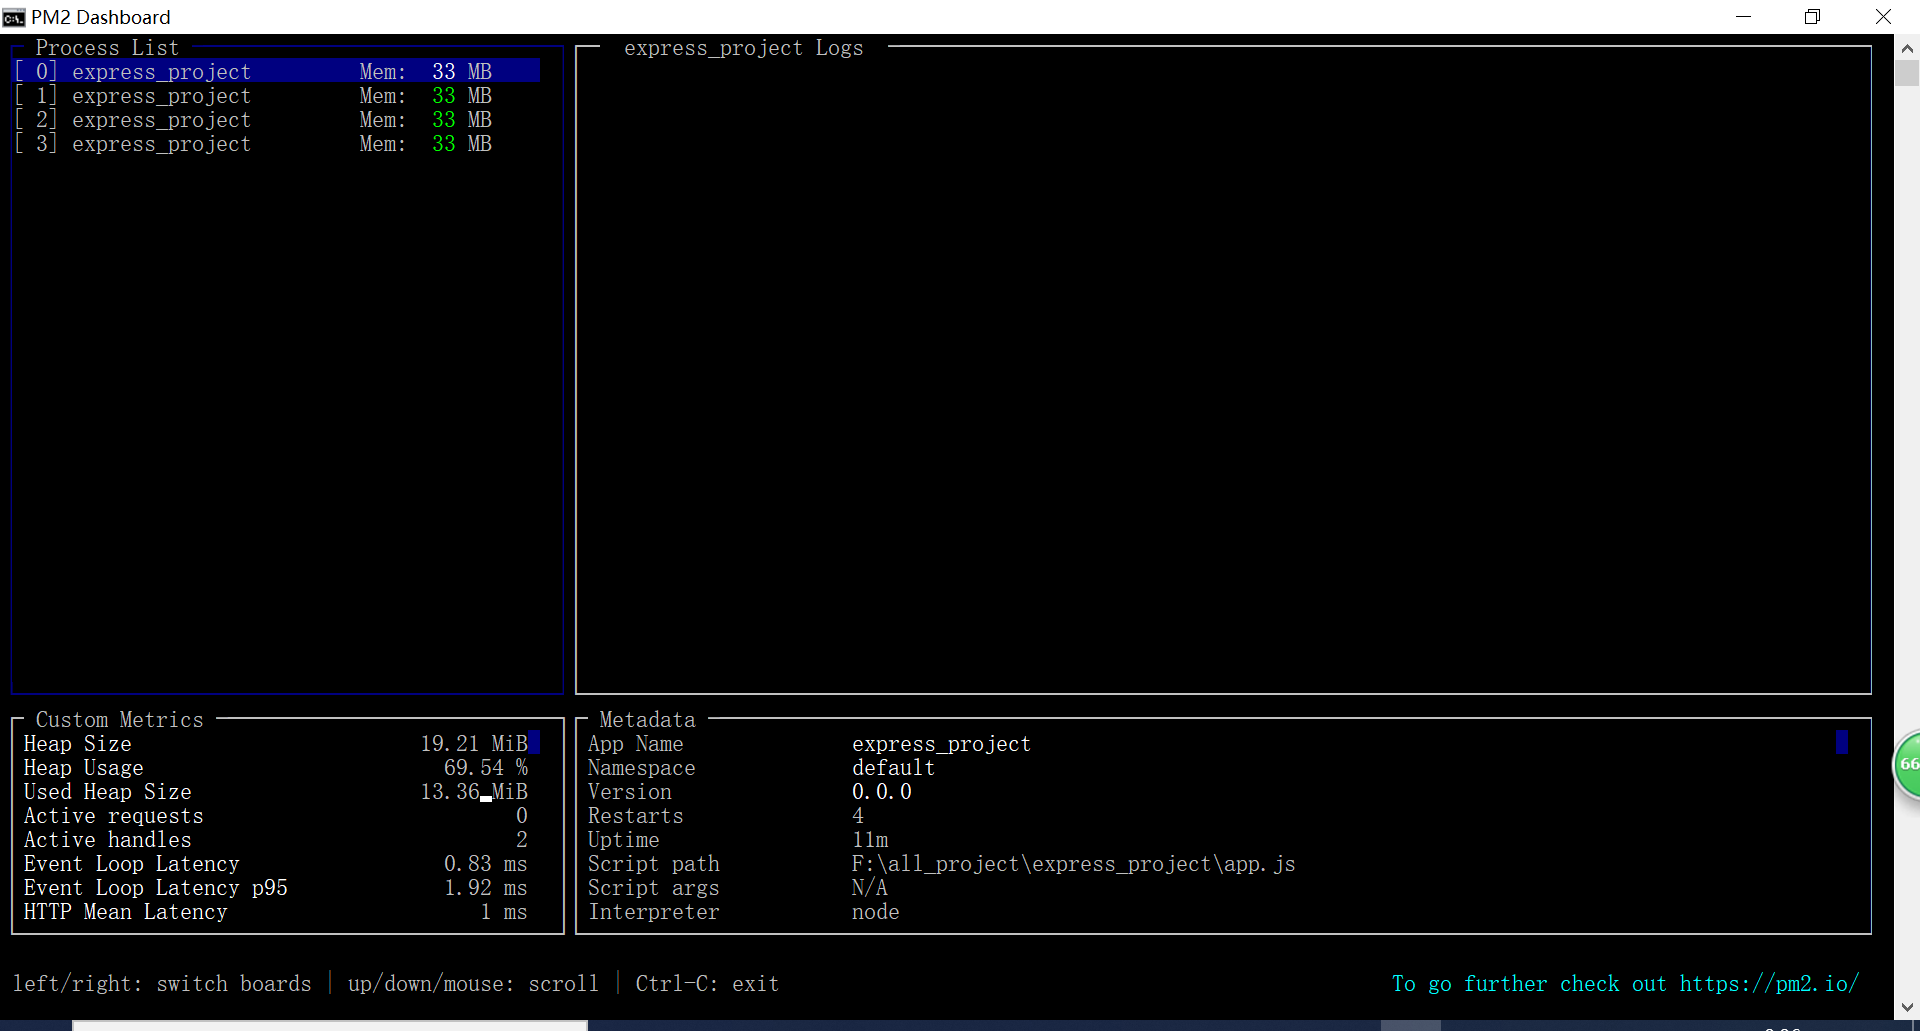 PM2 Dashboard
Process List
[ 0] express_project Mem: 33 MB
[ 1] express_project Mem: 33 MB
[ 2] express_project Mem: 33 MB
[ 3] express_project Mem: 33 MB
express_project Logs
Custom Metrics
Heap Size 19.21 MiB
Heap Usage 69.54 %
Used Heap Size 13.36 MiB
Active requests 0
Active handles 2
Event Loop Latency 0.83 ms
Event Loop Latency p95 1.92 ms
HTTP Mean Latency 1 ms
Metadata
App Name express_project
Namespace default
Version 0.0.0
Restarts 4
Uptime 11m
Script path F:\all_project\express_project\app.js
Script args N/A
Interpreter node
66
left/right: switch boards | up/down/mouse: scroll | Ctrl-C: exit
To go further check out https://pm2.io/